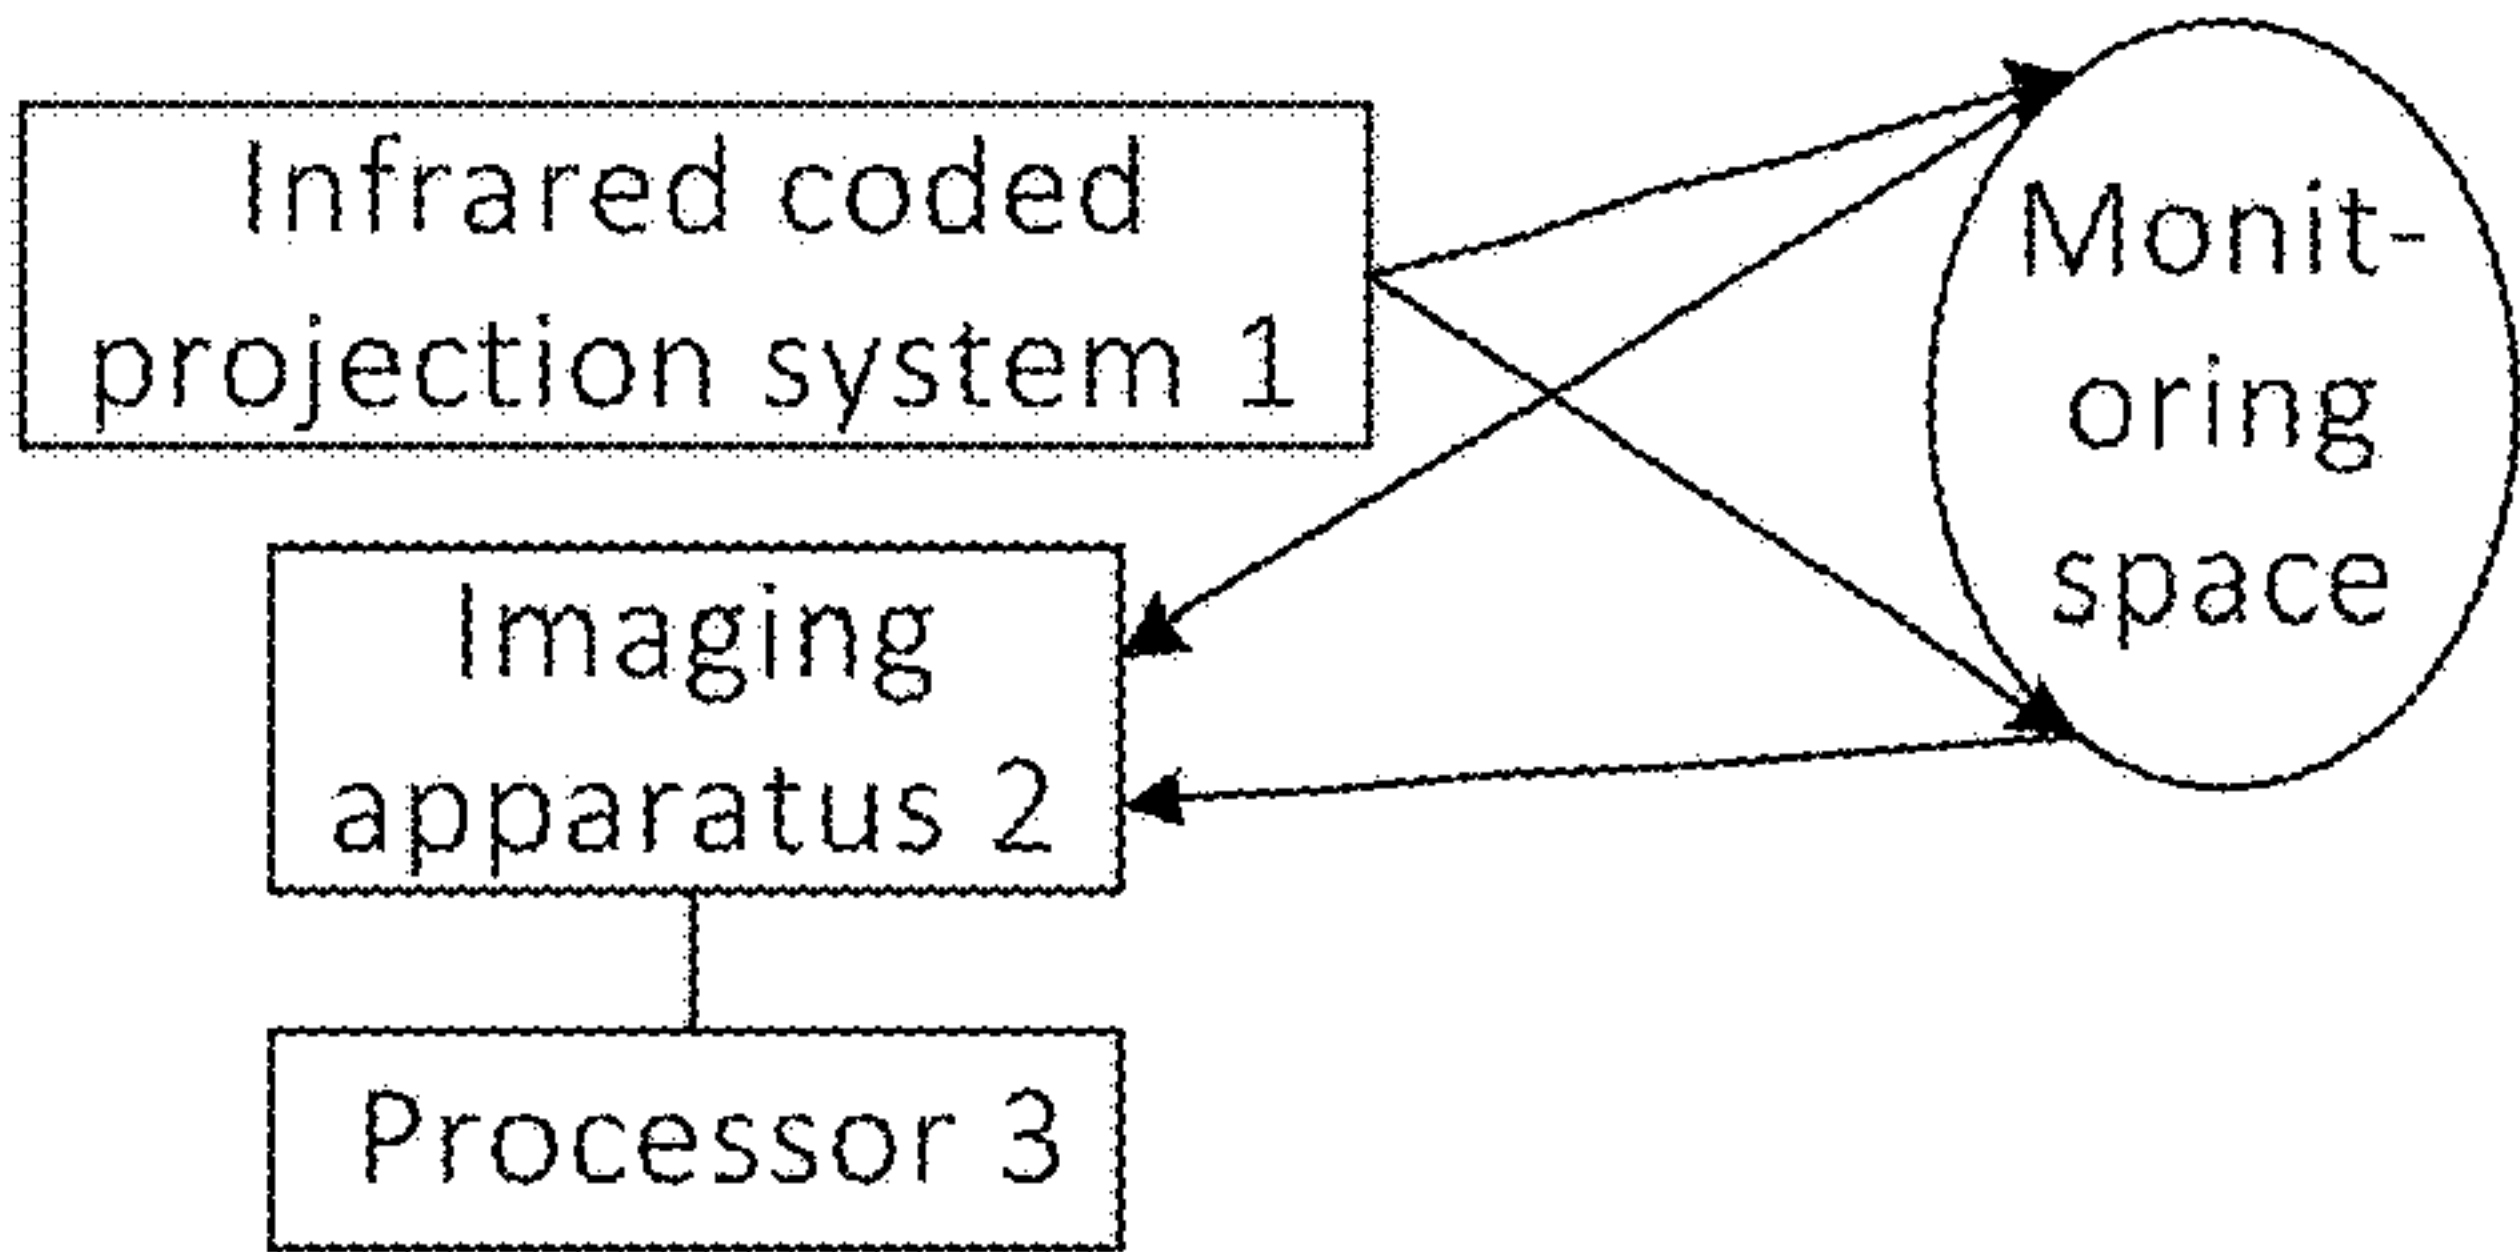 Infrared coded
projection system 1
Monit-
oring
space
Imaging
apparatus 2
Processor 3